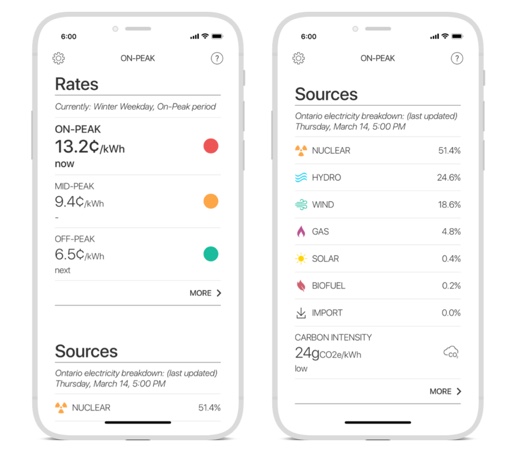 6:00
ON-PEAK
?
Rates
Currently: Winter Weekday, On-Peak period
ON-PEAK
13.2¢/kWh
now
MID-PEAK
9.4¢/kWh
-
OFF-PEAK
6.5¢/kWh
next
MORE >
Sources
Ontario electricity breakdown: (last updated)
Thursday, March 14, 5:00 PM
NUCLEAR 51.4%
6:00
ON-PEAK
?
Sources
Ontario electricity breakdown: (last updated)
Thursday, March 14, 5:00 PM
NUCLEAR 51.4%
HYDRO 24.6%
WIND 18.6%
GAS 4.8%
SOLAR 0.4%
BIOFUEL 0.2%
IMPORT 0.0%
CARBON INTENSITY
24gCO2e/kWh
CO₂
low
MORE >